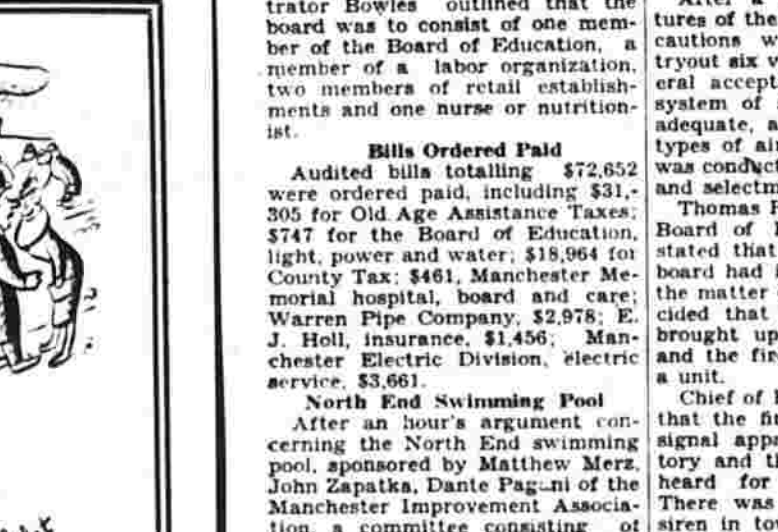 trator Bowles outlined that the
board was to consist of one mem-
ber of the Board of Education, a
member of a labor organization,
two members of retail establish-
ments and one nurse or nutrition-
ist.
Bills Ordered Paid
Audited bills totalling $72,652
were ordered paid, including $31,-
305 for Old Age Assistance Taxes;
$747 for the Board of Education,
light, power and water; $18,964 for
County Tax; $461, Manchester Me-
morial hospital, board and care;
Warren Pipe Company, $2,978; E.
J. Holl, insurance, $1,456; Man-
chester Electric Division, electric
service, $3,661.
North End Swimming Pool
After an hour's argument con-
cerning the North End swimming
pool, sponsored by Matthew Merz,
John Zapatka, Dante Pagani of the
Manchester Improvement Associa-
tion, a committee consisting of
After a
tures of the
cautions
tryout six
eral accept
system of
adequate, a
types of air
was conduct
and selectm
Thomas
Board of
stated that
board had
the matter
cided that
brought up
and the fir
a unit.
Chief of
that the fi
signal appa
tory and th
heard for
There was
siren in to